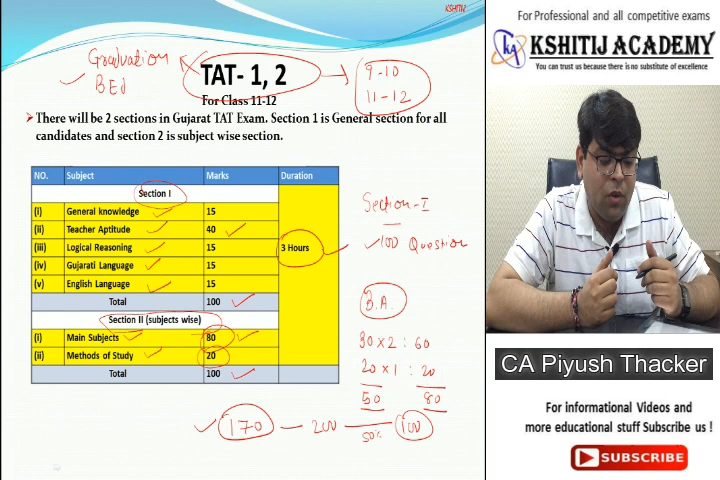 KSHITIJ
For Professional and all competitive exams
KSHITIJ ACADEMY
You can trust us because there is no substitute of excellence
Graduation
BEd
TAT- 1, 2
9-10
11-12
For Class 11-12
There will be 2 sections in Gujarat TAT Exam. Section 1 is General section for all
candidates and section 2 is subject wise section.
NO. Subject Marks Duration
Section I
(i) General knowledge 15
(ii) Teacher Aptitude 40
(iii) Logical Reasoning 15
(iv) Gujarati Language 15
(v) English Language 15
Total 100
Section II (subjects wise)
(i) Main Subjects 80
(ii) Methods of Study 20
Total 100
3 Hours
Section-I
100 Question
B.A.
30 x 2 : 60
20 x 1 : 20
50 80
170 - 200 - 100
50%
CA Piyush Thacker
For informational Videos and
more educational stuff Subscribe us !
SUBSCRIBE